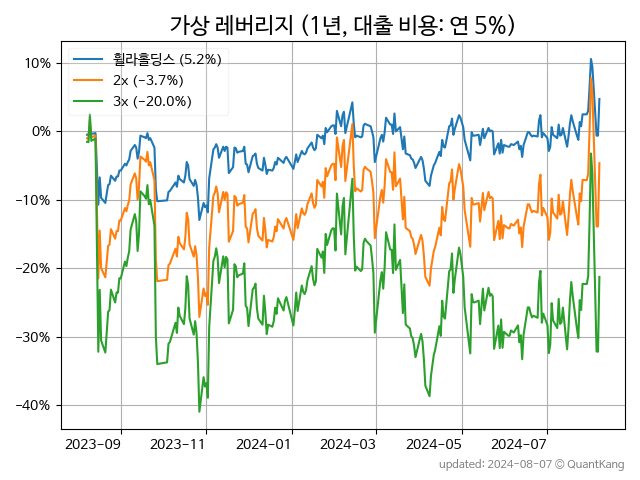 가상 레버리지 (1년, 대출 비용: 연 5%)
휠라홀딩스 (5.2%)
2x (−3.7%)
3x (−20.0%)
10%
0%
−10%
−20%
−30%
−40%
2023-09 2023-11 2024-01 2024-03 2024-05 2024-07
updated: 2024-08-07 © QuantKang